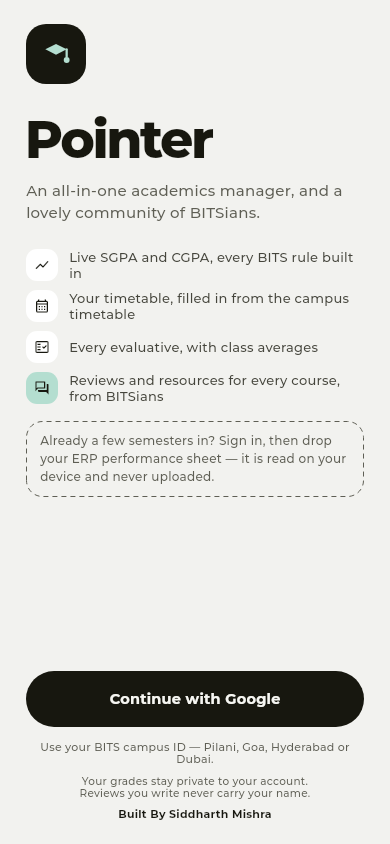 Pointer
An all-in-one academics manager, and a
lovely community of BITSians.
Live SGPA and CGPA, every BITS rule built
in
Your timetable, filled in from the campus
timetable
Every evaluative, with class averages
Reviews and resources for every course,
from BITSians
Already a few semesters in? Sign in, then drop
your ERP performance sheet — it is read on your
device and never uploaded.
Continue with Google
Use your BITS campus ID — Pilani, Goa, Hyderabad or
Dubai.
Your grades stay private to your account.
Reviews you write never carry your name.
Built By Siddharth Mishra